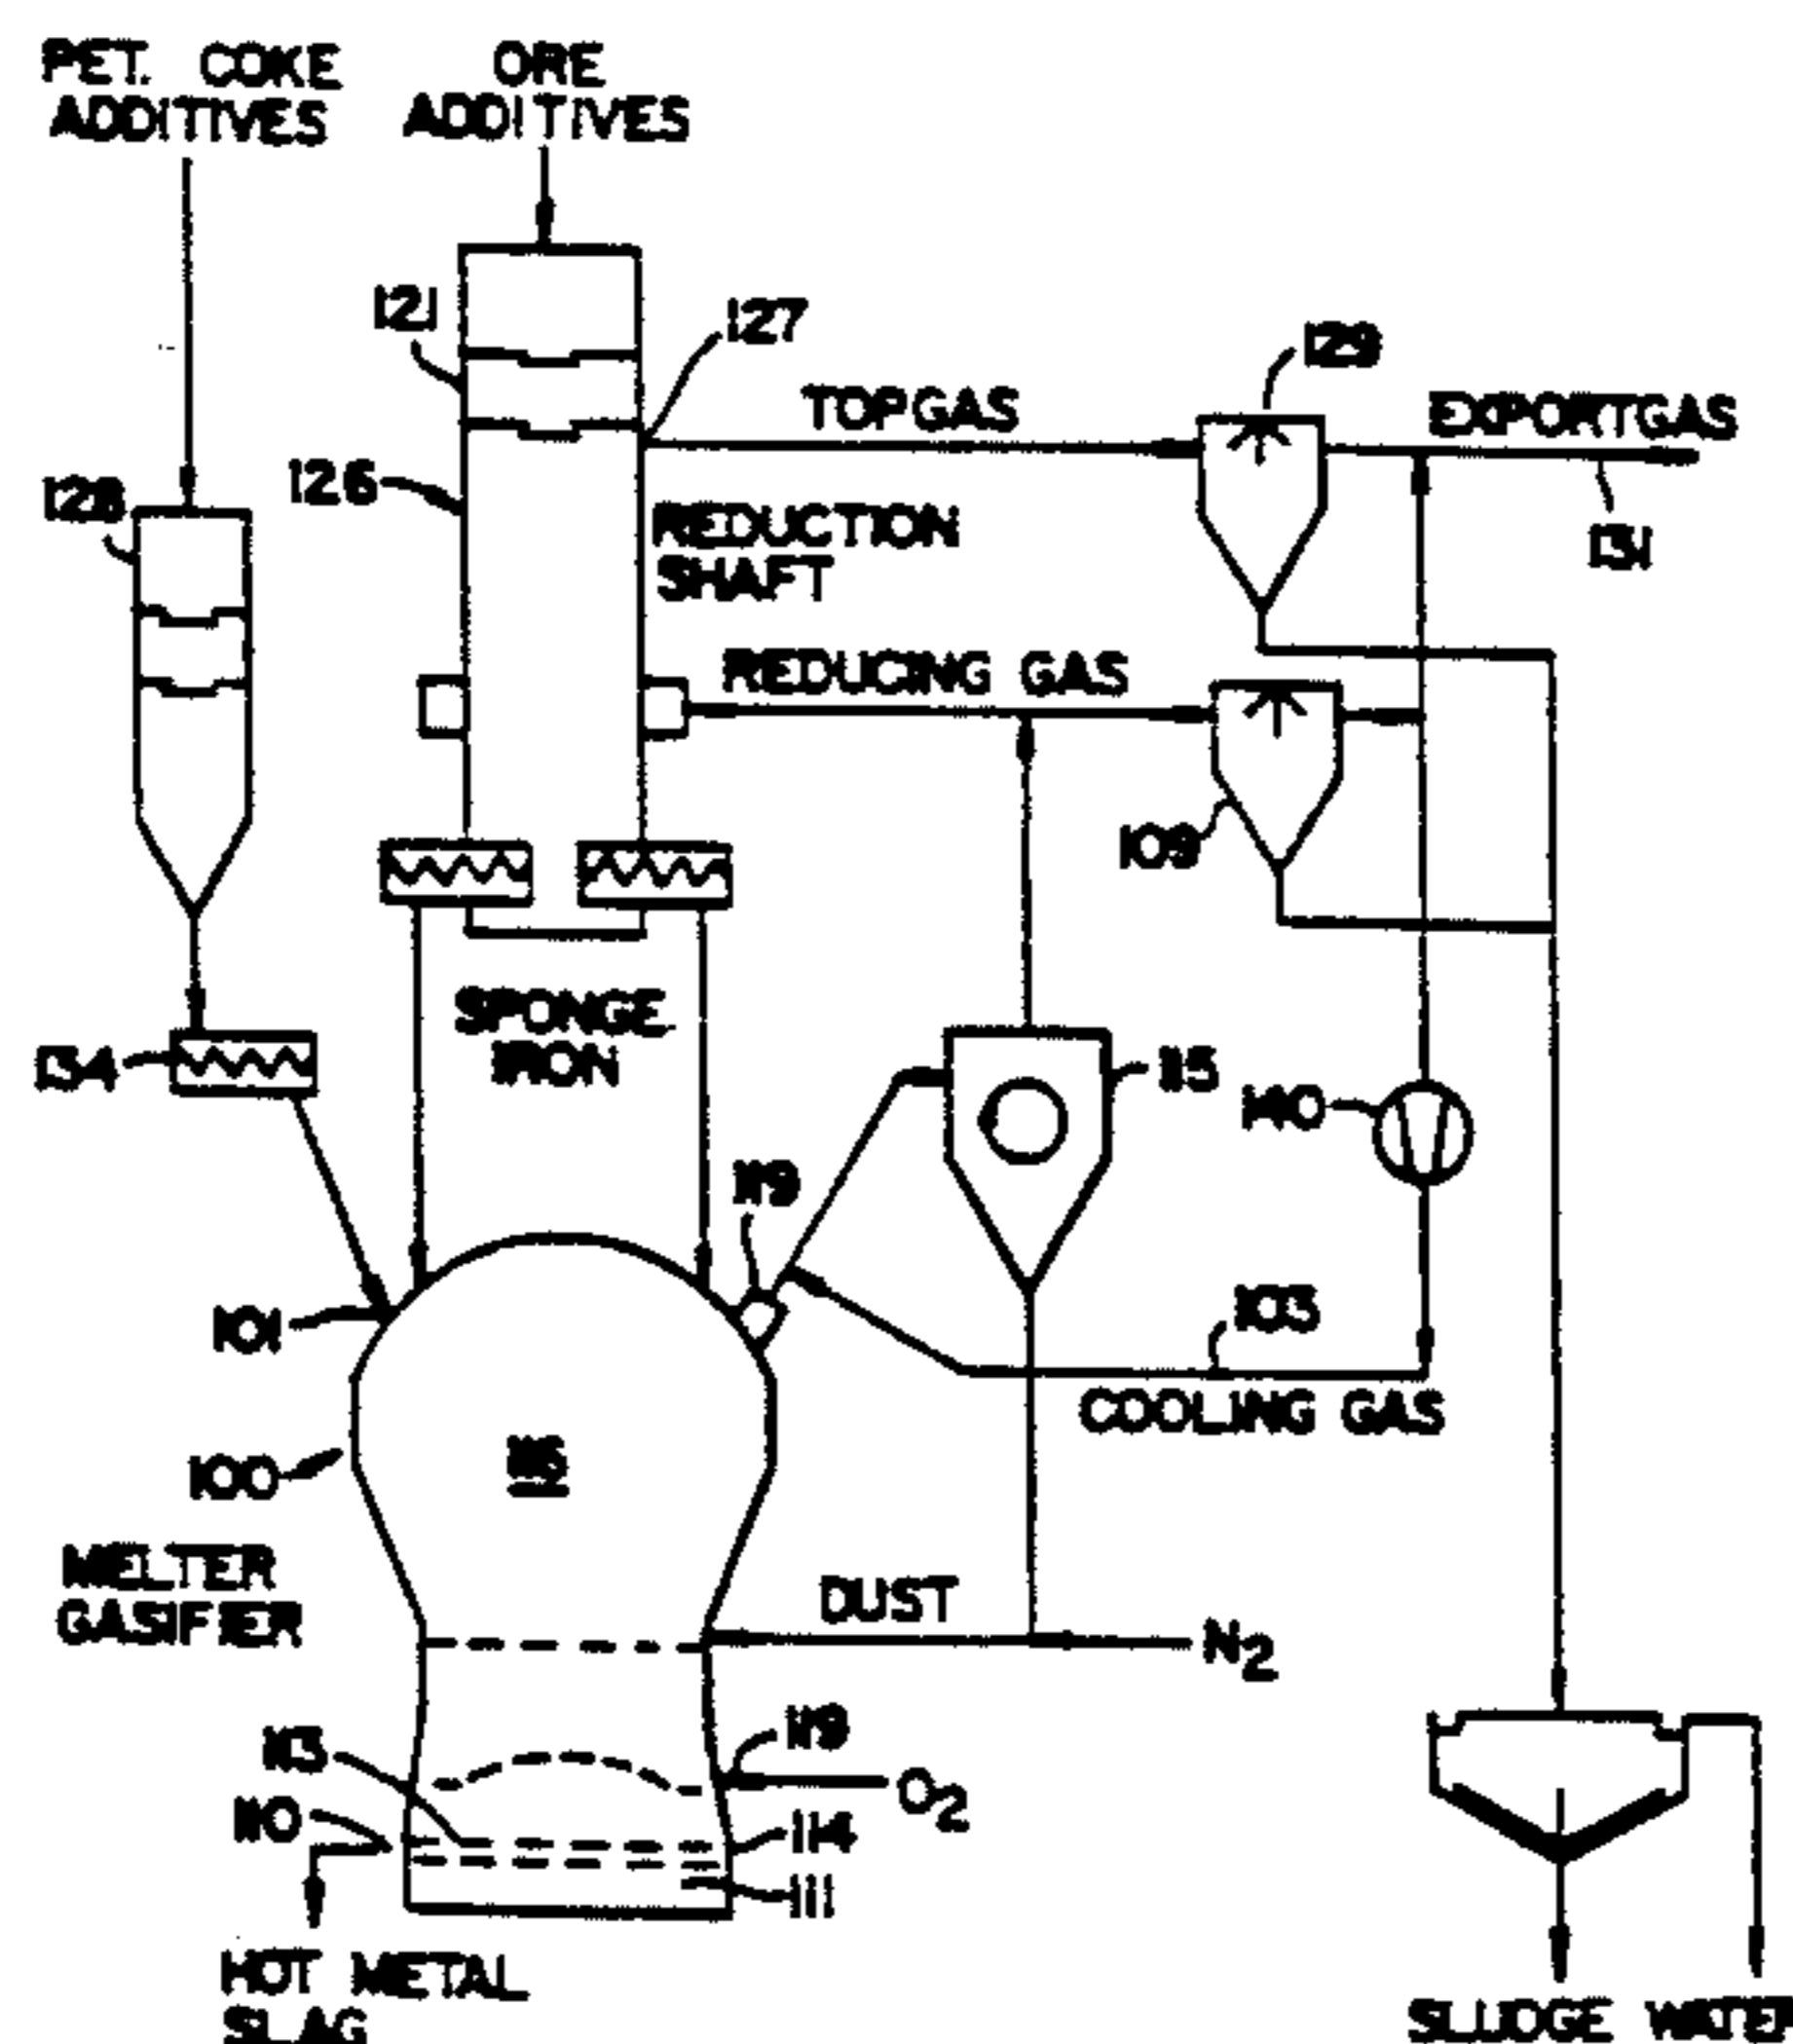 PET. COKE
ADDITIVES
ORE
ADDITIVES
121
127
129
TOPGAS
EXPORTGAS
128
126
REDUCTION
SHAFT
131
REDUCING GAS
109
SPONGE
IRON
134
115
140
119
101
103
COOLING GAS
100
MELTER
GASIFIER
DUST
N2
113
119
O2
110
114
111
HOT METAL
SLAG
SLUDGE WATER